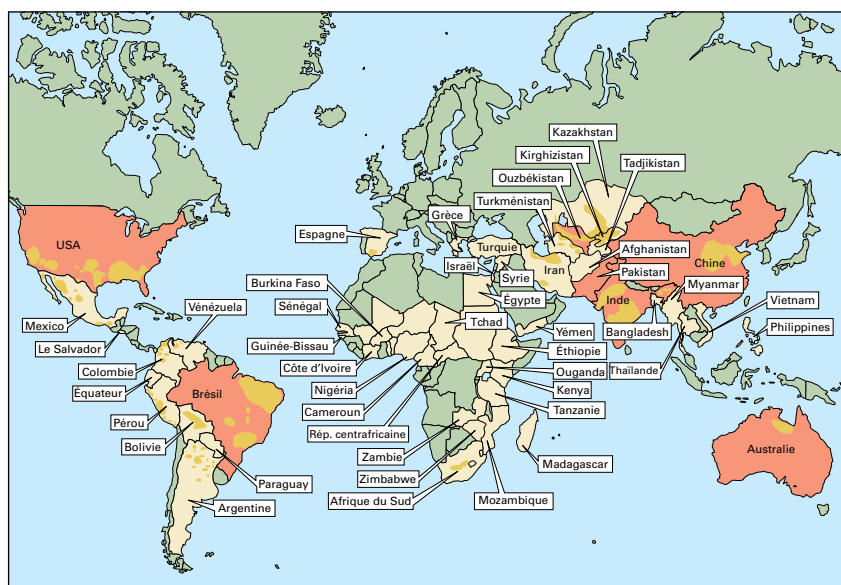 Kazakhstan
Kirghizistan
Tadjikistan
Ouzbékistan
Turkménistan
Grèce
Espagne
USA
Turquie
Afghanistan
Chine
Israël
Iran
Burkina Faso
Syrie
Pakistan
Sénégal
Vénézuela
Égypte
Inde
Myanmar
Mexico
Tchad
Vietnam
Guinée-Bissau
Yémen
Bangladesh
Philippines
Le Salvador
Éthiopie
Côte d'Ivoire
Colombie
Ouganda
Thaïlande
Équateur
Brésil
Nigéria
Kenya
Cameroun
Tanzanie
Pérou
Rép. centrafricaine
Bolivie
Zambie
Madagascar
Australie
Zimbabwe
Paraguay
Afrique du Sud
Mozambique
Argentine